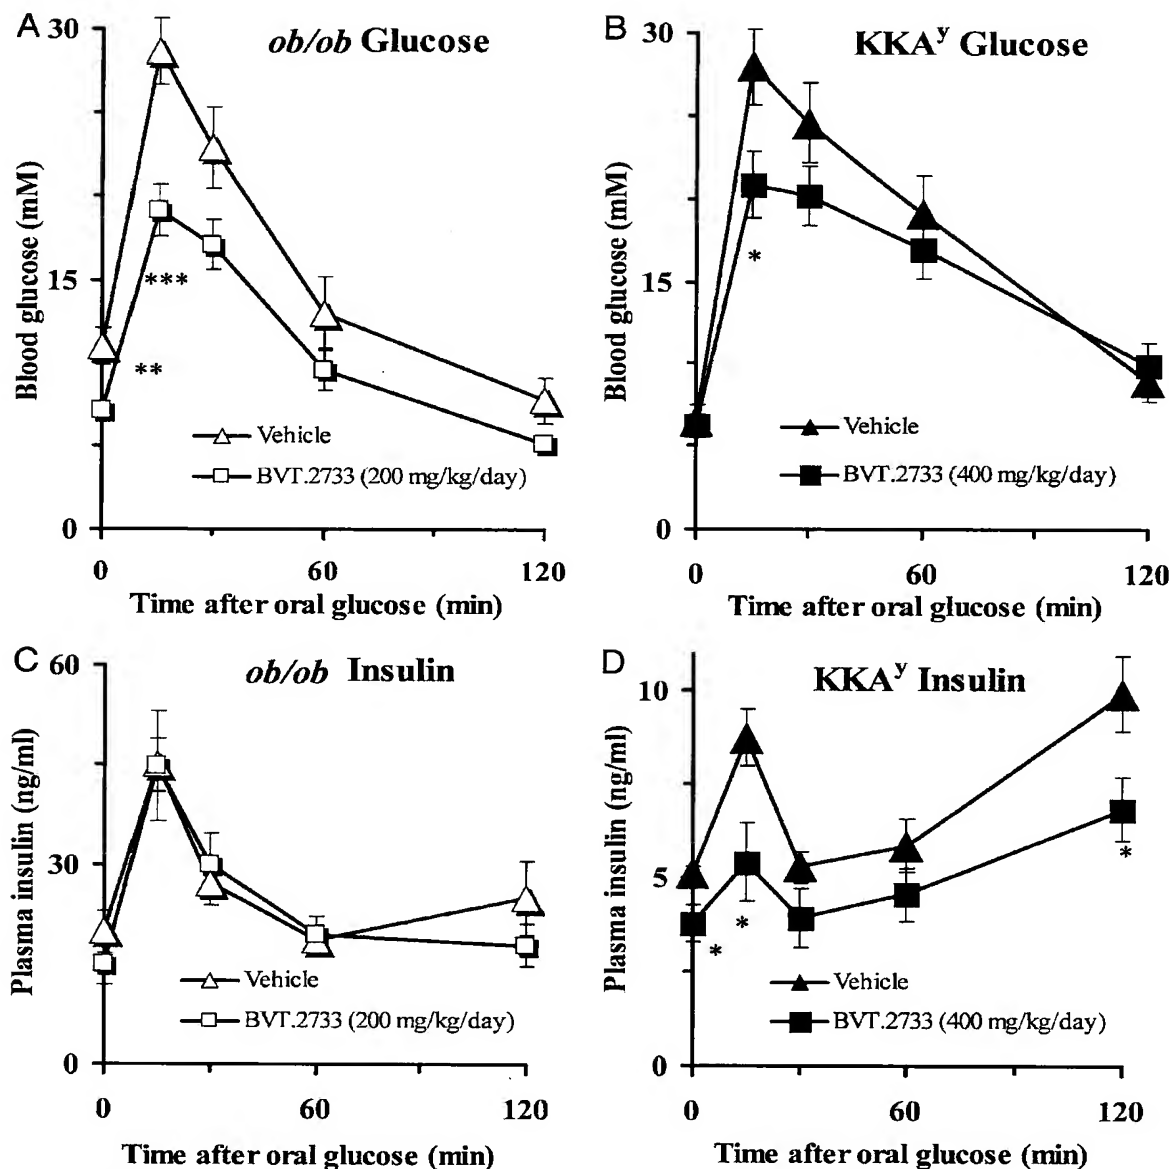 A
ob/ob Glucose
30
15
0
Blood glucose (mM)
***
**
Vehicle
BVT.2733 (200 mg/kg/day)
0 60 120
Time after oral glucose (min)
B
KKAʸ Glucose
30
15
0
Blood glucose (mM)
*
Vehicle
BVT.2733 (400 mg/kg/day)
0 60 120
Time after oral glucose (min)
C
ob/ob Insulin
60
30
0
Plasma insulin (ng/ml)
Vehicle
BVT.2733 (200 mg/kg/day)
0 60 120
Time after oral glucose (min)
D
KKAʸ Insulin
10
5
0
Plasma insulin (ng/ml)
*
*
*
Vehicle
BVT.2733 (400 mg/kg/day)
0 60 120
Time after oral glucose (min)